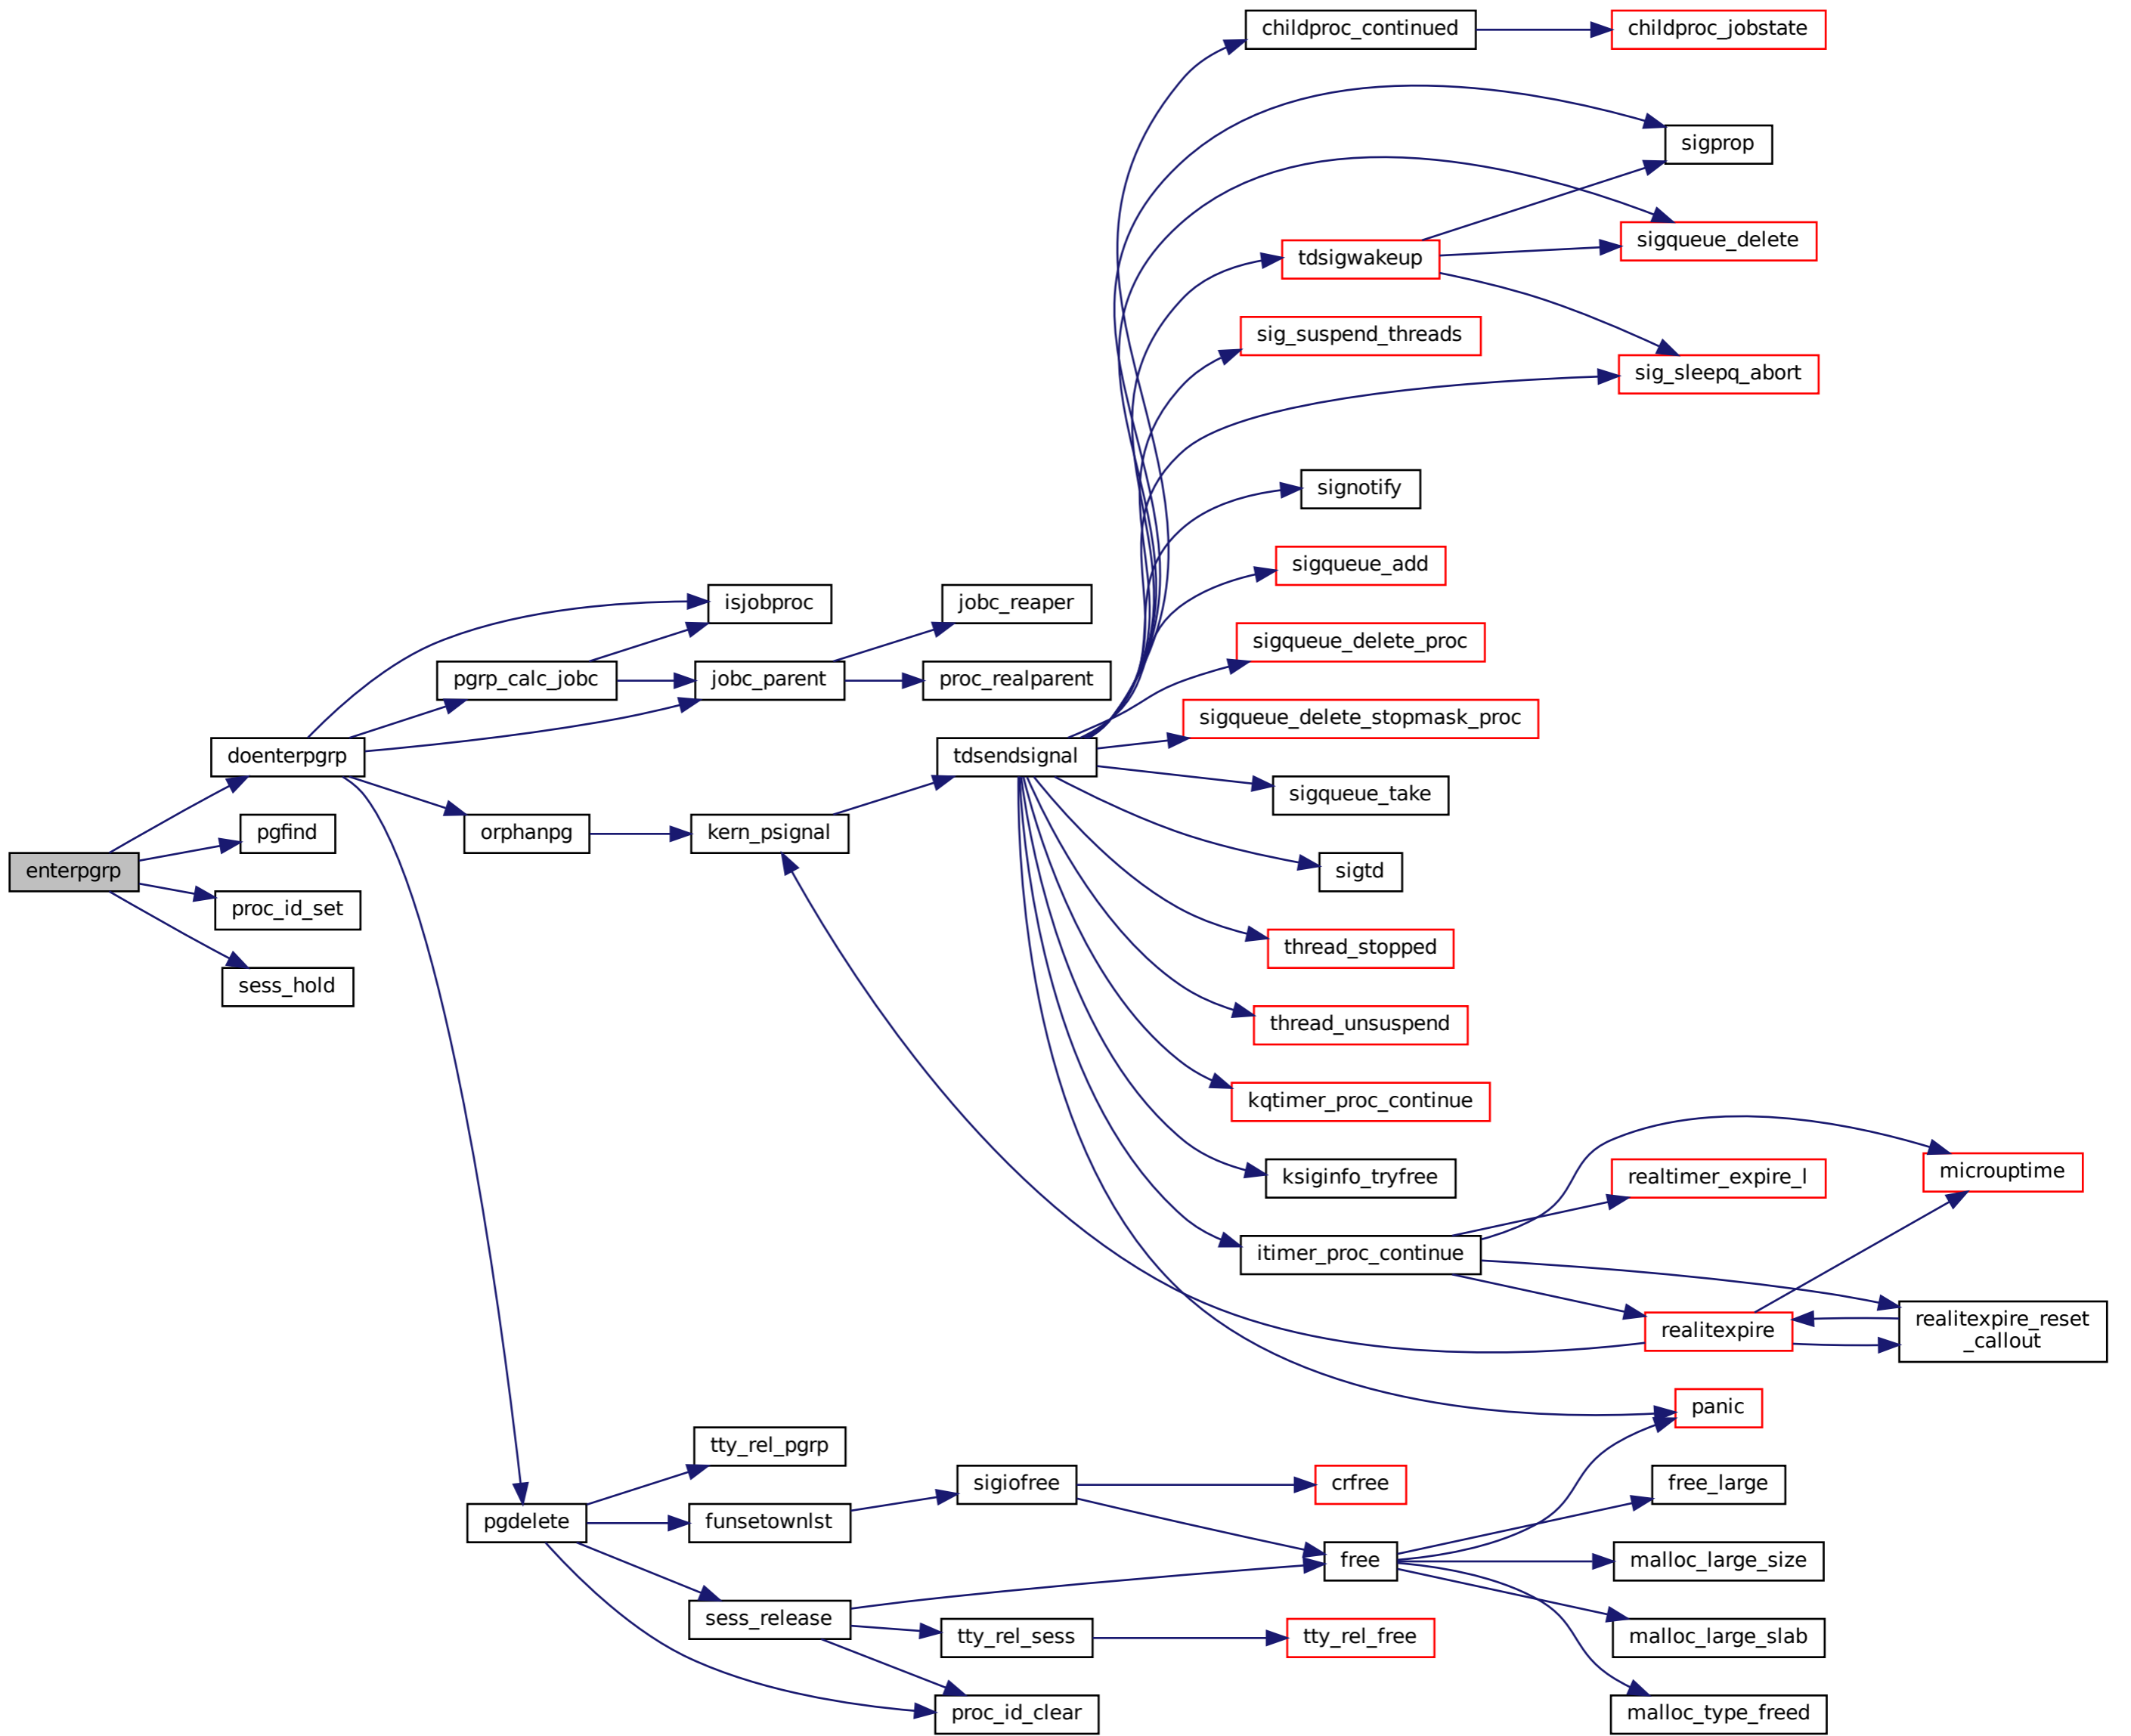 childproc_continued
childproc_jobstate
sigprop
sigqueue_delete
tdsigwakeup
sig_suspend_threads
sig_sleepq_abort
signotify
sigqueue_add
isjobproc
jobc_reaper
sigqueue_delete_proc
pgrp_calc_jobc
jobc_parent
proc_realparent
sigqueue_delete_stopmask_proc
doenterpgrp
tdsendsignal
sigqueue_take
pgfind
orphanpg
kern_psignal
enterpgrp
sigtd
proc_id_set
thread_stopped
sess_hold
thread_unsuspend
kqtimer_proc_continue
ksiginfo_tryfree
realtimer_expire_l
microuptime
itimer_proc_continue
realitexpire
realitexpire_reset
_callout
panic
tty_rel_pgrp
sigiofree
crfree
free_large
pgdelete
funsetownlst
free
malloc_large_size
sess_release
tty_rel_sess
tty_rel_free
malloc_large_slab
proc_id_clear
malloc_type_freed